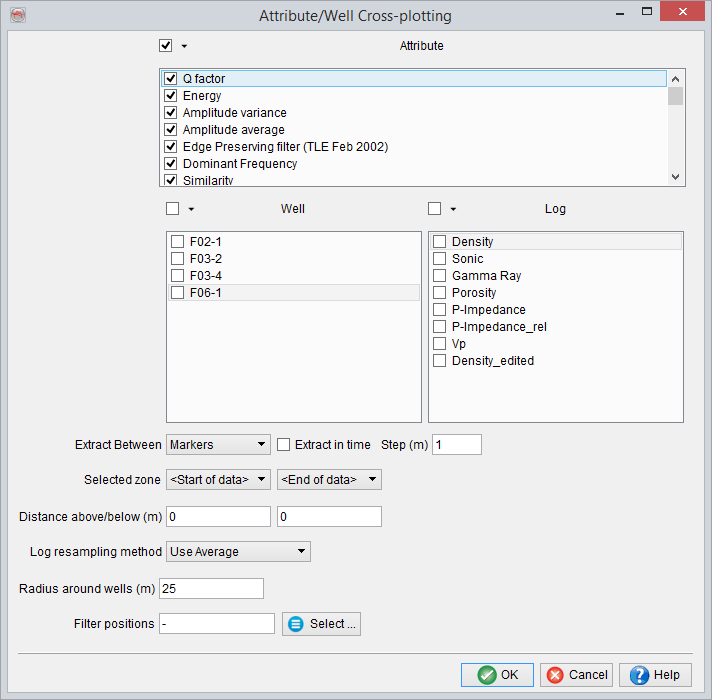 Attribute/Well Cross-plotting
Attribute
Q factor
Energy
Amplitude variance
Amplitude average
Edge Preserving filter (TLE Feb 2002)
Dominant Frequency
Similarity
Well
F02-1
F03-2
F03-4
F06-1
Log
Density
Sonic
Gamma Ray
Porosity
P-Impedance
P-Impedance_rel
Vp
Density_edited
Extract Between Markers Extract in time Step (m) 1
Selected zone <Start of data> <End of data>
Distance above/below (m) 0 0
Log resampling method Use Average
Radius around wells (m) 25
Filter positions - Select ...
OK Cancel Help